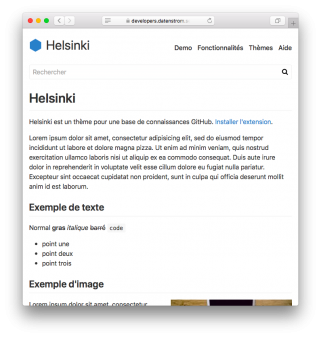 developers.datenstrom.
Helsinki
Demo Fonctionnalités Thèmes Aide
Rechercher
Helsinki
Helsinki est un thème pour une base de connaissances GitHub. Installer l'extension.
Lorem ipsum dolor sit amet, consectetur adipisicing elit, sed do eiusmod tempor
incididunt ut labore et dolore magna pizza. Ut enim ad minim veniam, quis nostrud
exercitation ullamco laboris nisi ut aliquip ex ea commodo consequat. Duis aute irure
dolor in reprehenderit in voluptate velit esse cillum dolore eu fugiat nulla pariatur.
Excepteur sint occaecat cupidatat non proident, sunt in culpa qui officia deserunt mollit
anim id est laborum.
Exemple de texte
Normal gras italique barré code
• point une
• point deux
• point trois
Exemple d'image
Lorem ipsum dolor sit amet, consectetur